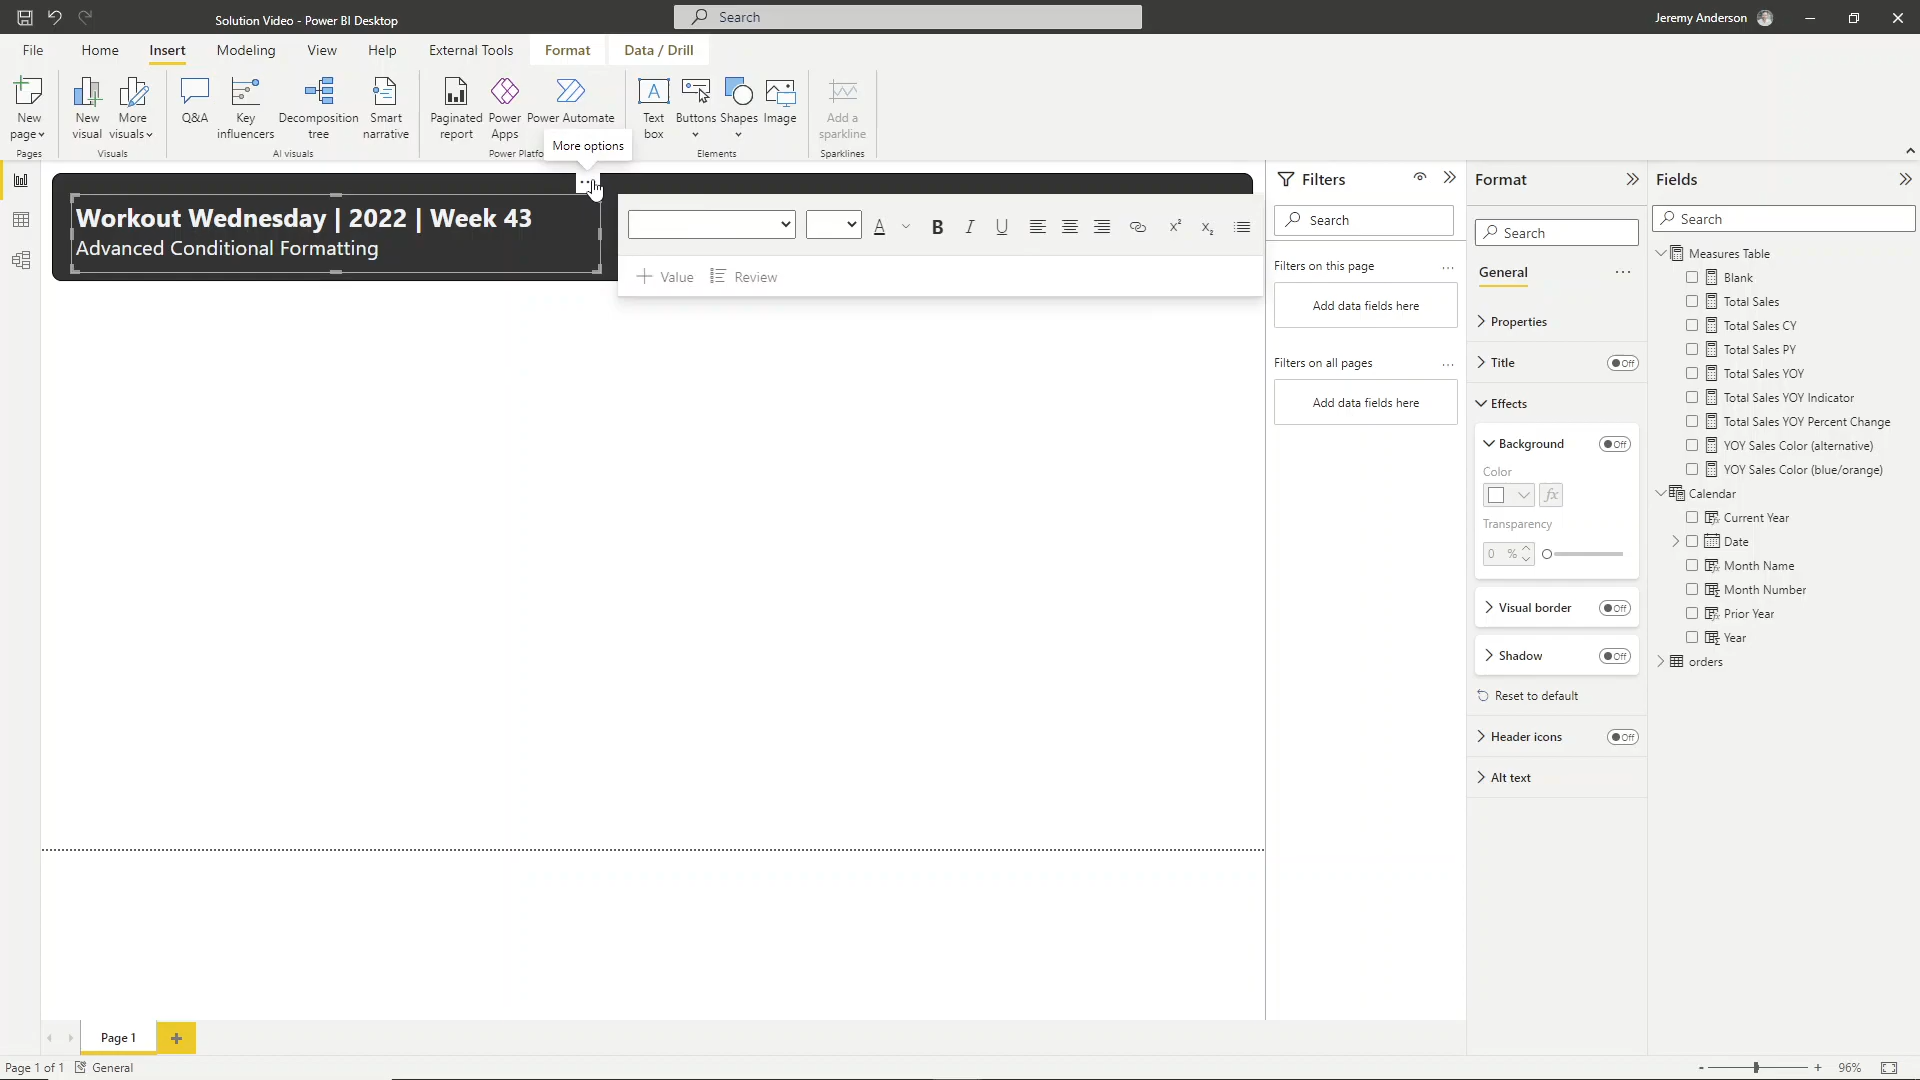 Solution Video - Power BI Desktop
Search
Jeremy Anderson
File
Home
Insert
Modeling
View
Help
External Tools
Format
Data / Drill
New page
New visual
More visuals
Q&A
Key influencers
Decomposition tree
Smart narrative
Paginated report
Power Apps
Power Automate
Text box
Buttons
Shapes
Image
Add a sparkline
Pages
Visuals
AI visuals
Power Platfo
Elements
Sparklines
More options
Workout Wednesday | 2022 | Week 43
Advanced Conditional Formatting
A
B
I
U
Value
Review
Filters
Search
Filters on this page
Add data fields here
Filters on all pages
Add data fields here
Format
Search
General
Properties
Title
Off
Effects
Background
Off
Color
fx
Transparency
0 %
Visual border
Off
Shadow
Off
Reset to default
Header icons
Off
Alt text
Fields
Search
Measures Table
Blank
Total Sales
Total Sales CY
Total Sales PY
Total Sales YOY
Total Sales YOY Indicator
Total Sales YOY Percent Change
YOY Sales Color (alternative)
YOY Sales Color (blue/orange)
Calendar
Current Year
Date
Month Name
Month Number
Prior Year
Year
orders
Page 1
Page 1 of 1
General
96%